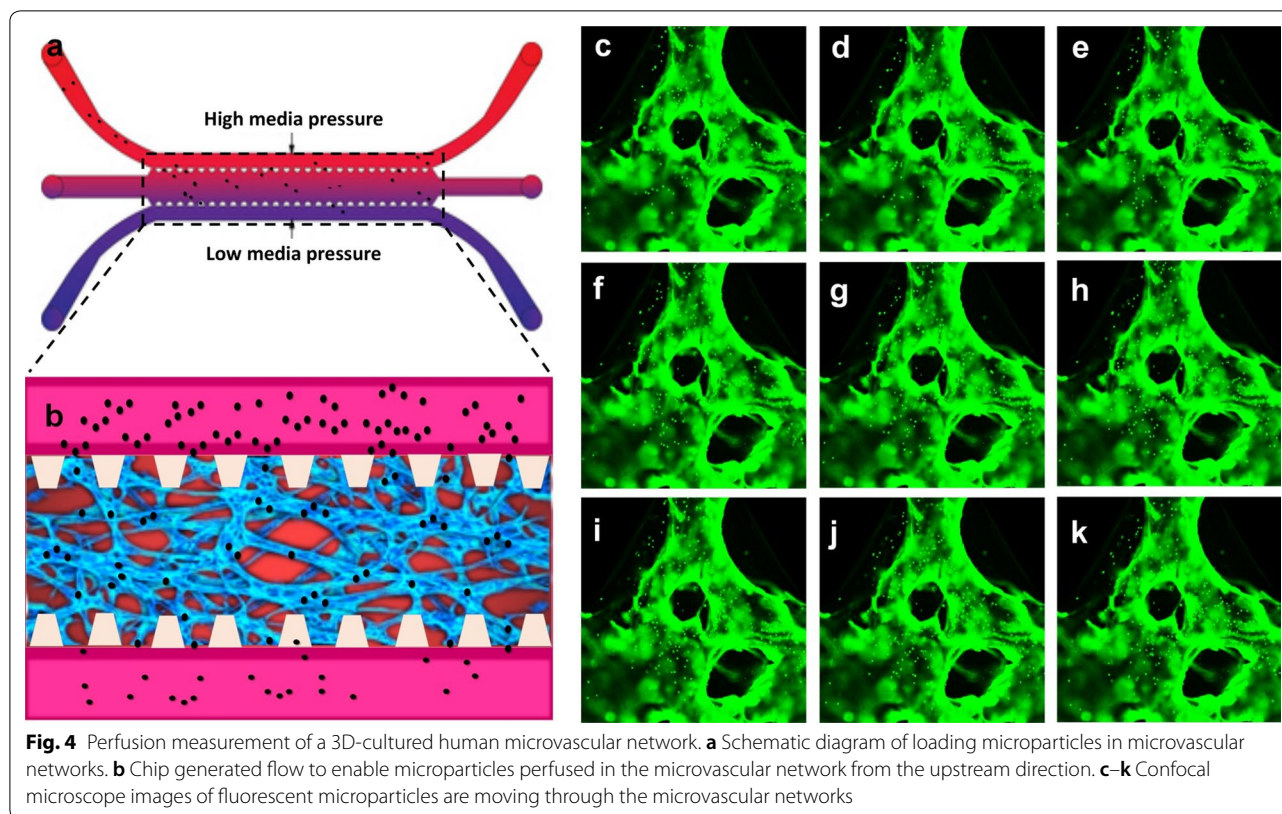 a
High media pressure
Low media pressure
b
c
d
e
f
g
h
i
j
k
Fig. 4 Perfusion measurement of a 3D-cultured human microvascular network. a Schematic diagram of loading microparticles in microvascular
networks. b Chip generated flow to enable microparticles perfused in the microvascular network from the upstream direction. c–k Confocal
microscope images of fluorescent microparticles are moving through the microvascular networks